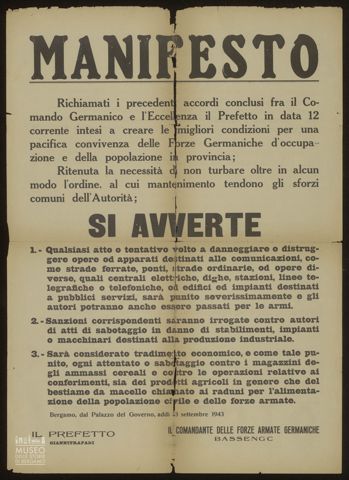 MANIFESTO
Richiamati i precedenti accordi conclusi fra il Co-
mando Germanico e l'Eccellenza il Prefetto in data 12
corrente intesi a creare le migliori condizioni per una
pacifica convivenza delle Forze Germaniche d'occupa-
zione e della popolazione in provincia;
Ritenuta la necessità di non turbare oltre in alcun
modo l'ordine. al cui mantenimento tendono gli sforzi
comuni dell'Autorità;
SI AVVERTE
1. - Qualsiasi atto o tentativo volto a danneggiare o distrug-
gere opere od apparati destinati alle comunicazioni, co-
me strade ferrate, ponti, strade ordinarie, od opere di-
verse, quali centrali elettriche, dighe, stazioni, linee te-
legrafiche o telefoniche, od edifici ed impianti destinati
a pubblici servizi, sarà punito severissimamente e gli
autori potranno anche essere passati per le armi.
2. - Sanzioni corrispondenti saranno irrogate contro autori
di atti di sabotaggio in danno di stabilimenti, impianti
o macchinari destinati alla produzione industriale.
3. - Sarà considerato tradimento economico, e come tale pu-
nito, ogni attentato o sabotaggio contro i magazzini de-
gli ammassi cereali e contro le operazioni relative ai
conferimenti, sia dei prodotti agricoli in genere che del
bestiame da macello chiamato ai raduni per l'alimenta-
zione della popolazione civile e delle forze armate.
Bergamo, dal Palazzo del Governo, addì settembre 1943
IL PREFETTO
GIANNITRAPANI
IL COMANDANTE DELLE FORZE ARMATE GERMANICHE
BASSENGE
MUSEO
DELLE STORIE
DI BERGAMO